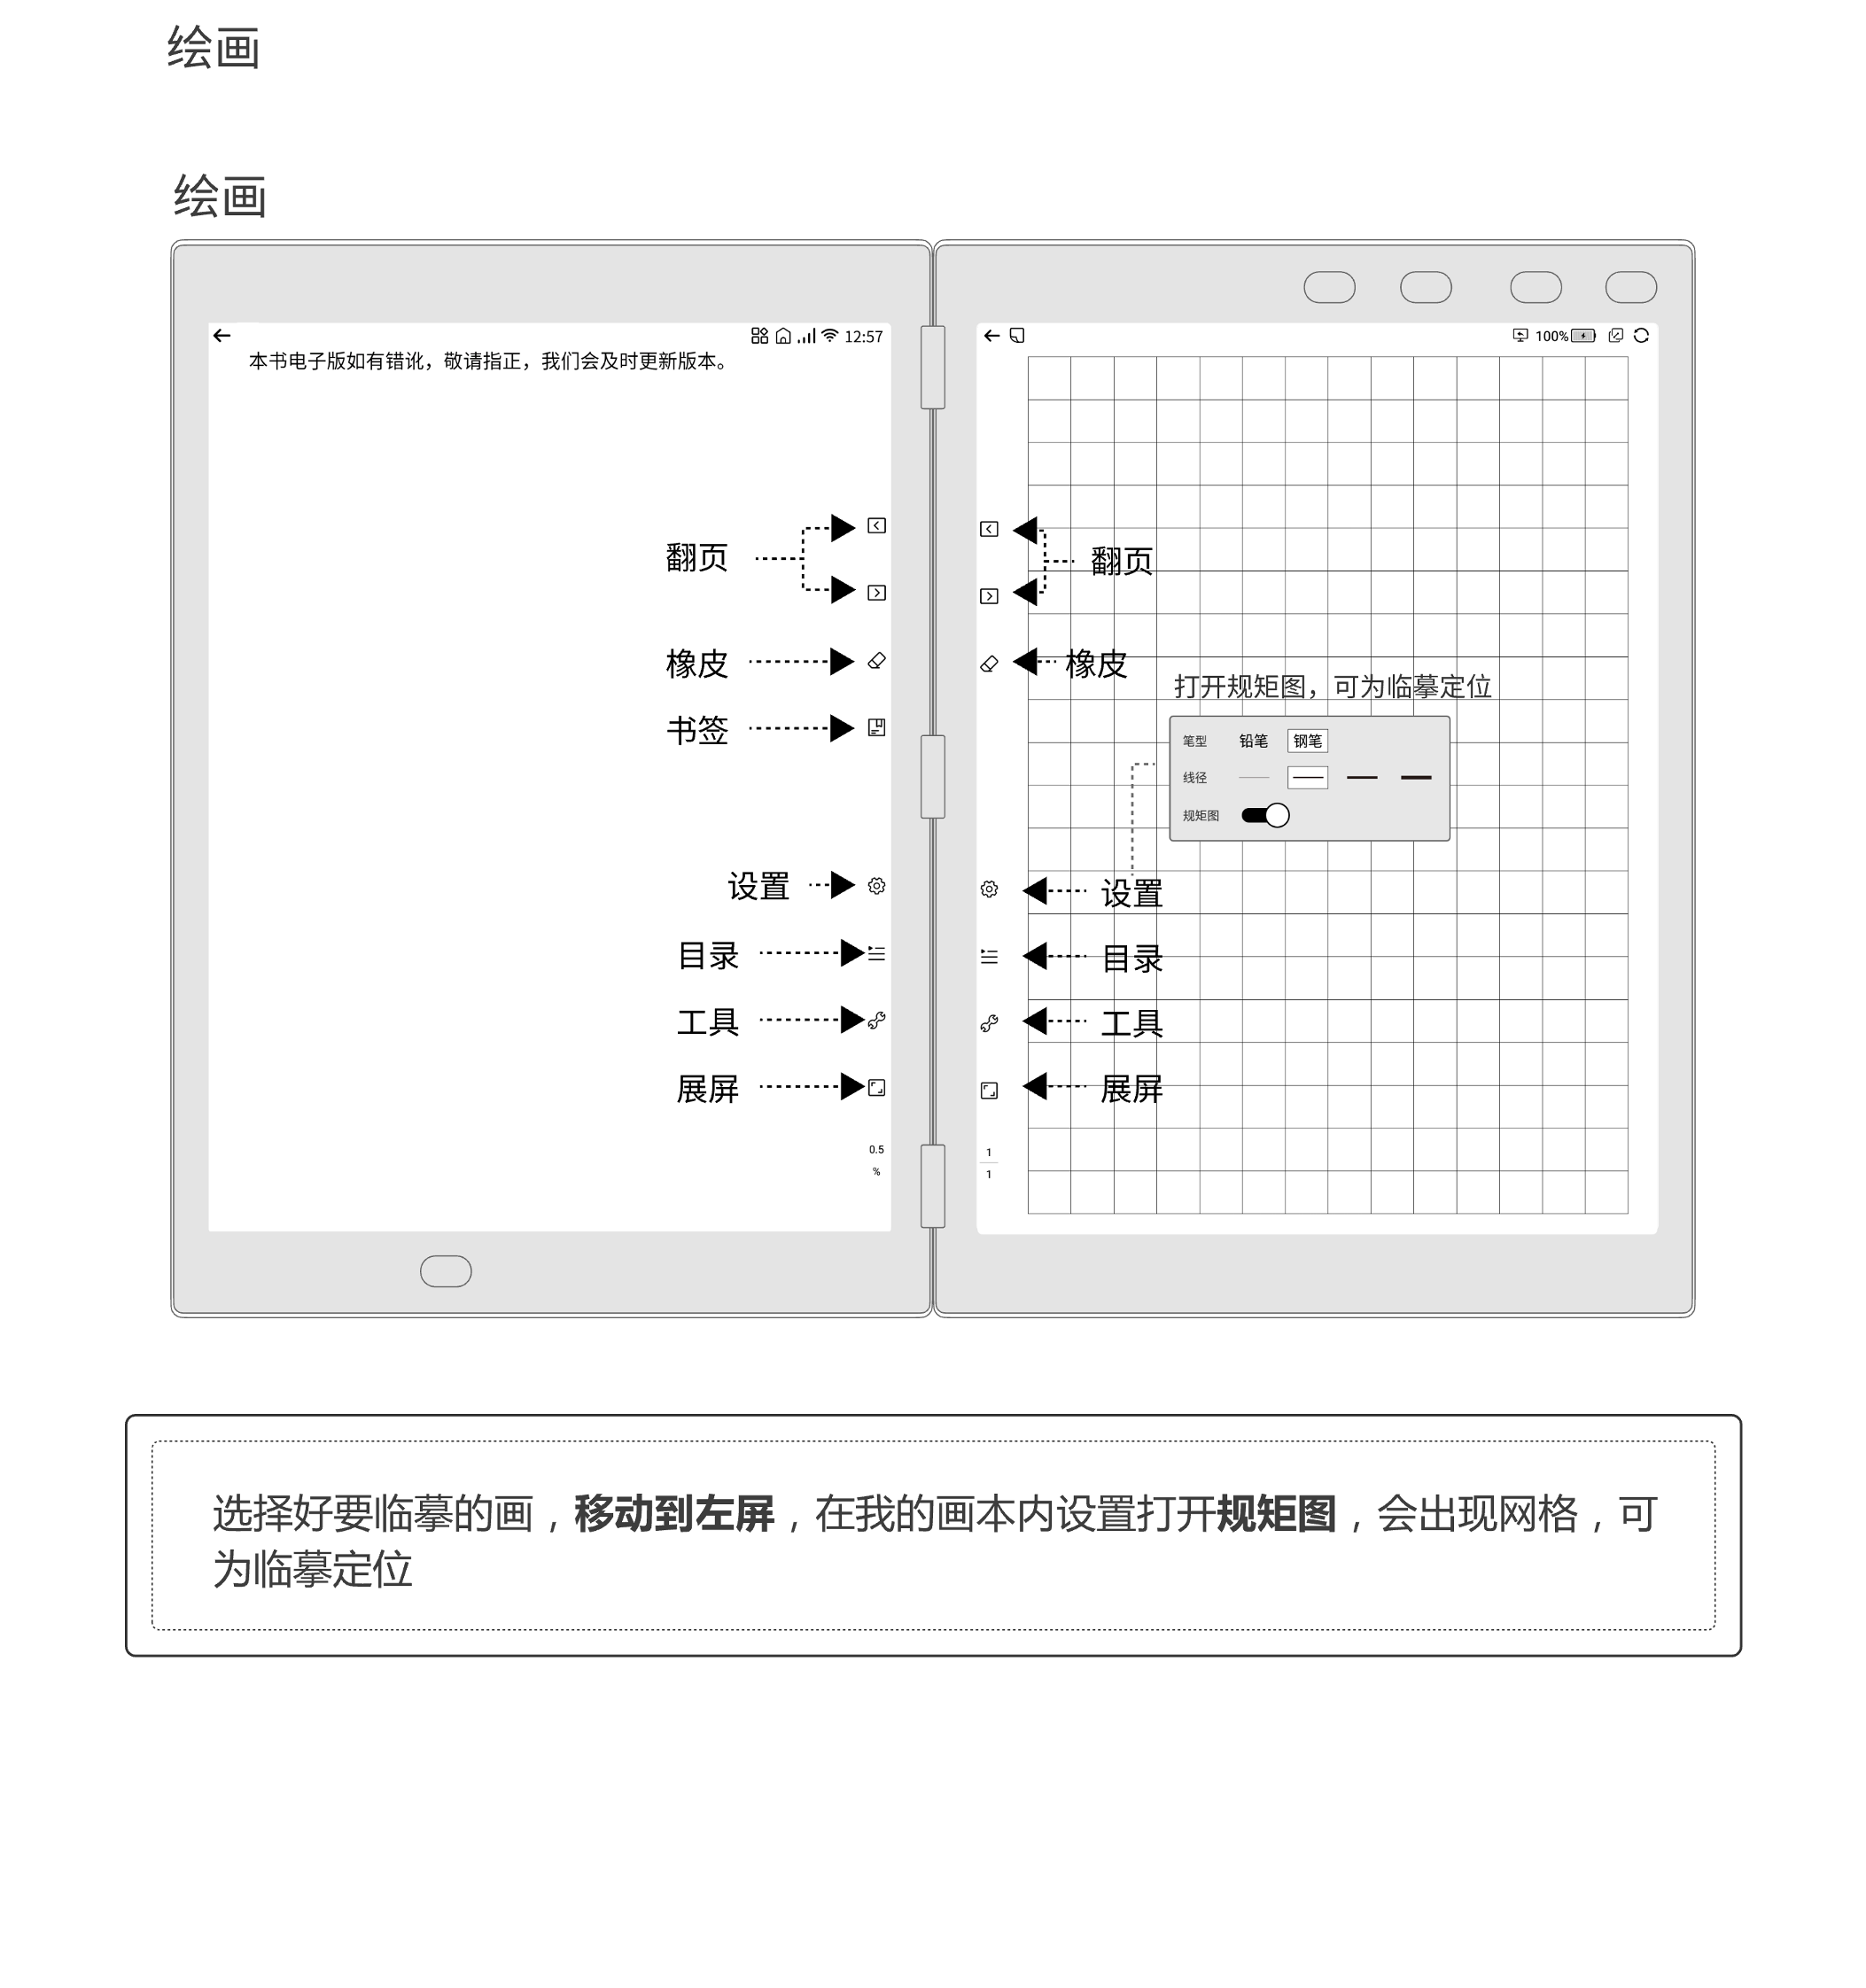 绘画
绘画
12:57
本书电子版如有错讹，敬请指正，我们会及时更新版本。
翻页
橡皮
书签
设置
目录
工具
展屏
0.5
%
100%
翻页
橡皮
打开规矩图，可为临摹定位
笔型 铅笔 钢笔
线径
规矩图
设置
目录
工具
展屏
1
1
选择好要临摹的画，移动到左屏，在我的画本内设置打开规矩图，会出现网格，可
为临摹定位